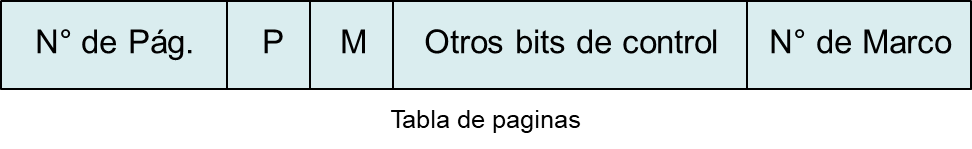 N° de Pág. P M Otros bits de control N° de Marco
Tabla de paginas